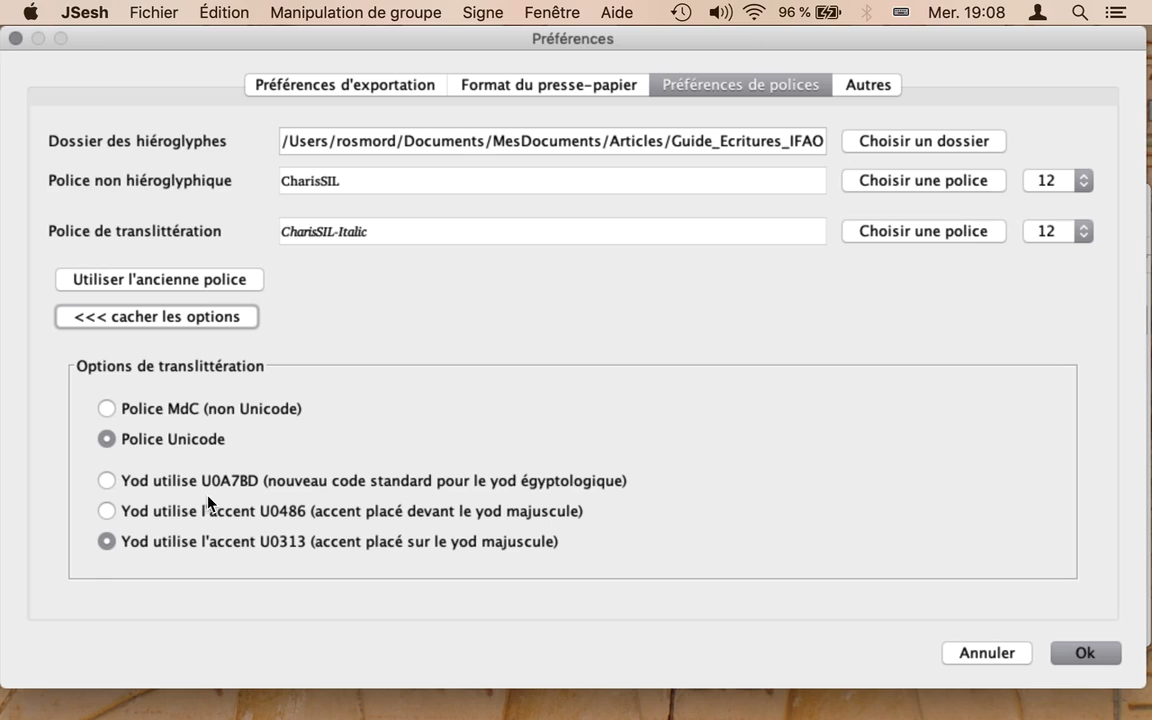 JSesh Fichier Édition Manipulation de groupe Signe Fenêtre Aide 96 % Mer. 19:08
Préférences
Préférences d'exportation Format du presse-papier Préférences de polices Autres
Dossier des hiéroglyphes /Users/rosmord/Documents/MesDocuments/Articles/Guide_Ecritures_IFAO Choisir un dossier
Police non hiéroglyphique CharisSIL Choisir une police 12
Police de translittération CharisSIL-Italic Choisir une police 12
Utiliser l'ancienne police
<<< cacher les options
Options de translittération
Police MdC (non Unicode)
Police Unicode
Yod utilise U0A7BD (nouveau code standard pour le yod égyptologique)
Yod utilise l'accent U0486 (accent placé devant le yod majuscule)
Yod utilise l'accent U0313 (accent placé sur le yod majuscule)
Annuler Ok